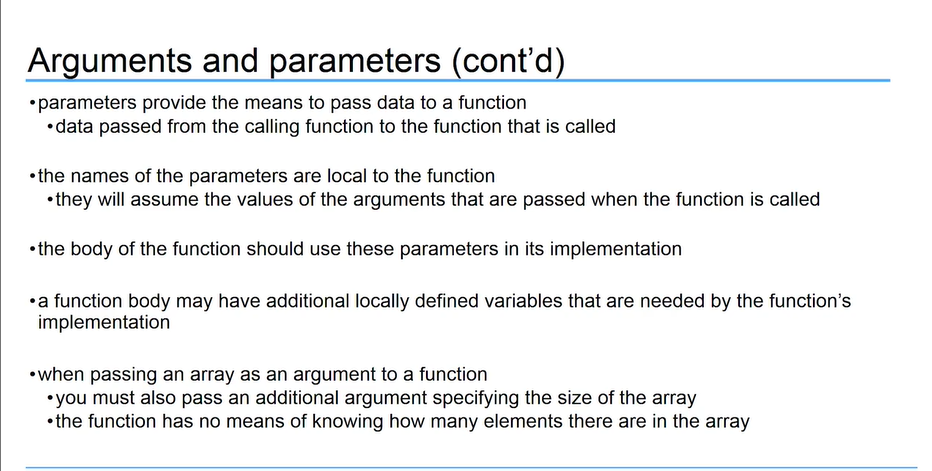 Arguments and parameters (cont’d)
•parameters provide the means to pass data to a function
•data passed from the calling function to the function that is called
•the names of the parameters are local to the function
•they will assume the values of the arguments that are passed when the function is called
•the body of the function should use these parameters in its implementation
•a function body may have additional locally defined variables that are needed by the function’s
implementation
•when passing an array as an argument to a function
•you must also pass an additional argument specifying the size of the array
•the function has no means of knowing how many elements there are in the array